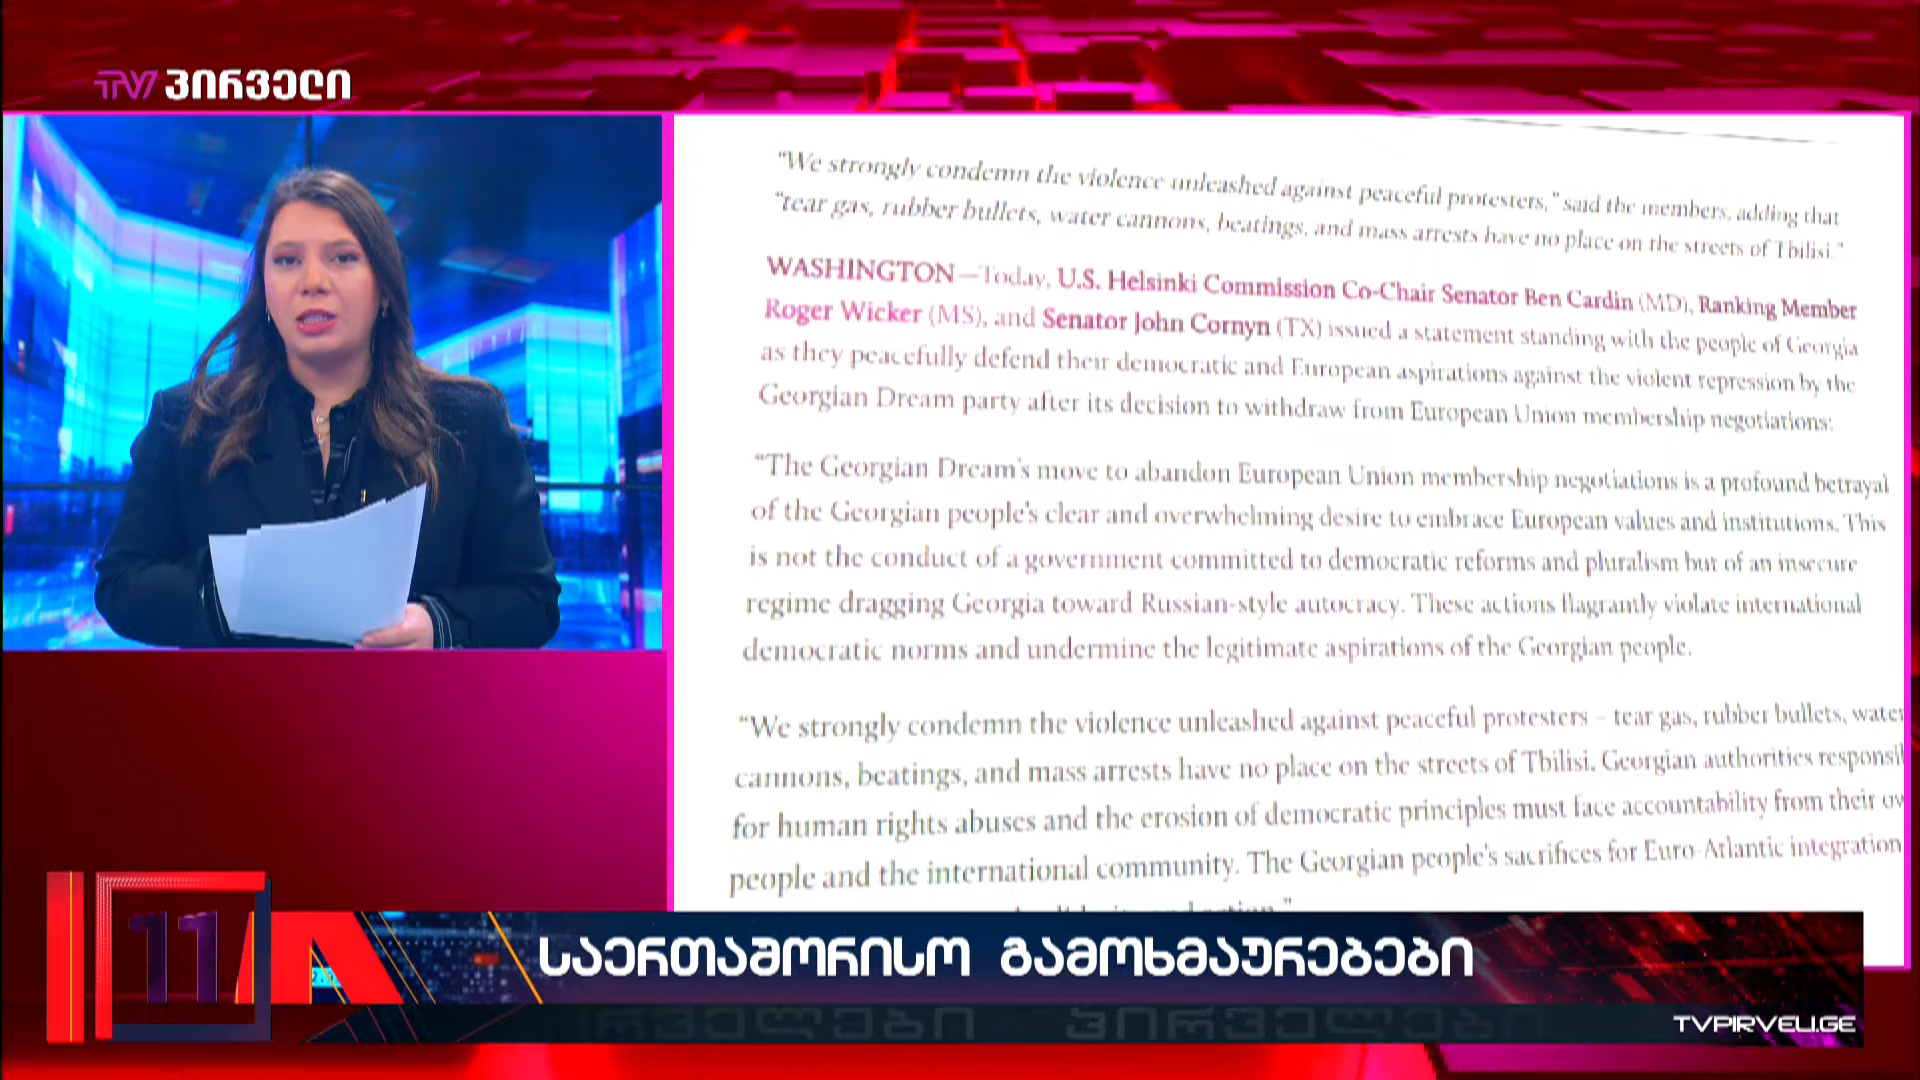 TV პირველი
“We strongly condemn the violence unleashed against peaceful protesters,” said the members, adding that
“tear gas, rubber bullets, water cannons, beatings, and mass arrests have no place on the streets of Tbilisi.”
WASHINGTON—Today, U.S. Helsinki Commission Co-Chair Senator Ben Cardin (MD), Ranking Member
Roger Wicker (MS), and Senator John Cornyn (TX) issued a statement standing with the people of Georgia
as they peacefully defend their democratic and European aspirations against the violent repression by the
Georgian Dream party after its decision to withdraw from European Union membership negotiations:
“The Georgian Dream’s move to abandon European Union membership negotiations is a profound betrayal
of the Georgian people’s clear and overwhelming desire to embrace European values and institutions. This
is not the conduct of a government committed to democratic reforms and pluralism but of an insecure
regime dragging Georgia toward Russian-style autocracy. These actions flagrantly violate international
democratic norms and undermine the legitimate aspirations of the Georgian people.
“We strongly condemn the violence unleashed against peaceful protesters – tear gas, rubber bullets, water
cannons, beatings, and mass arrests have no place on the streets of Tbilisi. Georgian authorities
for human rights abuses and the erosion of democratic principles must face accountability from their
people and the international community. The Georgian people’s sacrifices for Euro-Atlantic integration
11
საერთაშორისო გამოხმაურებები
TVPIRVELI.GE